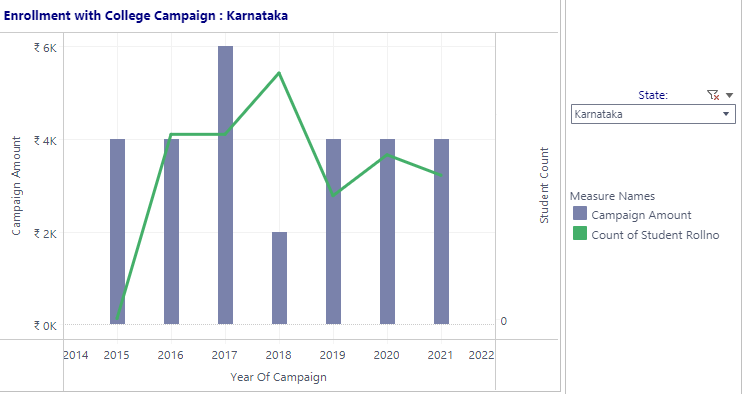 Enrollment with College Campaign : Karnataka
₹ 6K
₹ 4K
₹ 2K
₹ 0K
Campaign Amount
Student Count
0
2014 2015 2016 2017 2018 2019 2020 2021 2022
Year Of Campaign
State:
Karnataka
Measure Names
Campaign Amount
Count of Student Rollno